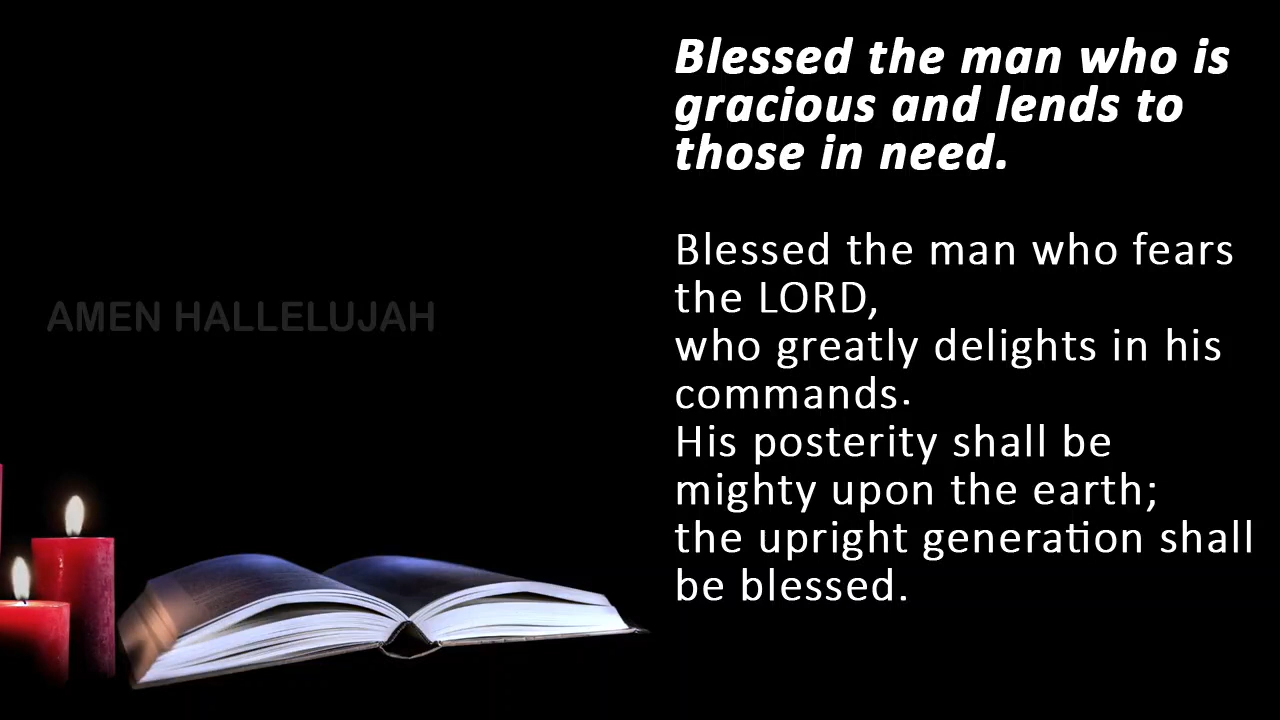 Blessed the man who is
gracious and lends to
those in need.
Blessed the man who fears
the LORD,
who greatly delights in his
commands.
His posterity shall be
mighty upon the earth;
the upright generation shall
be blessed.
AMEN HALLELUJAH